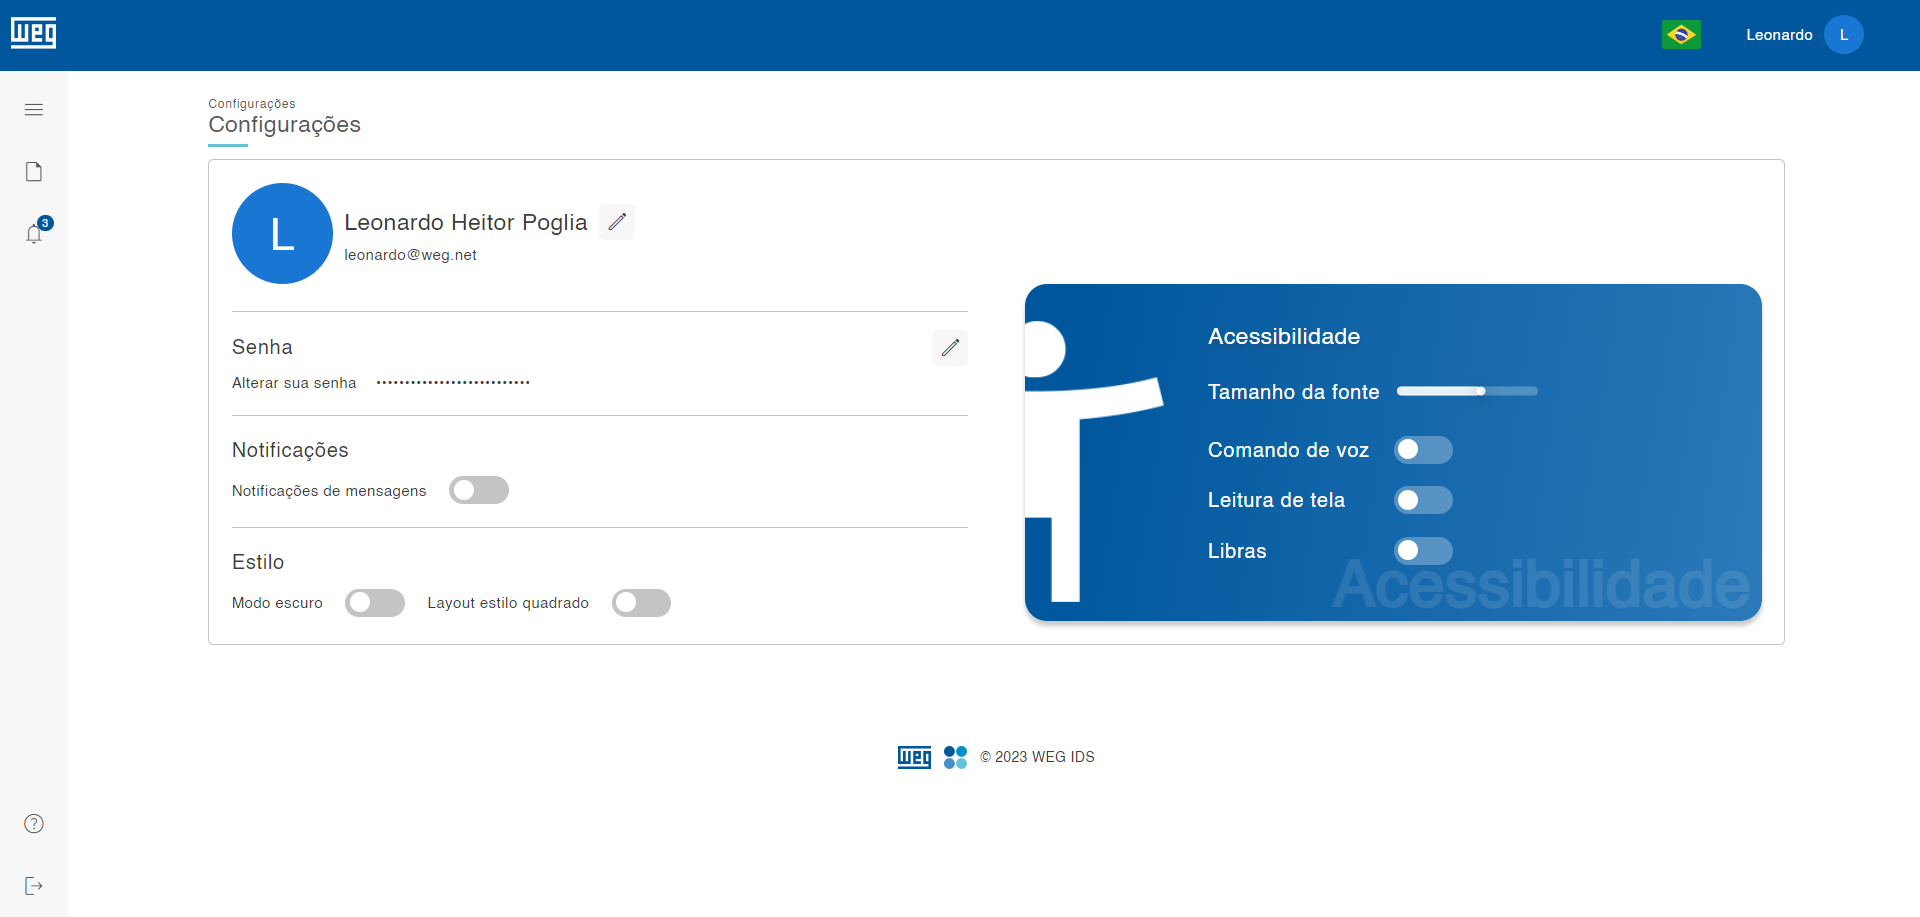 weg
Leonardo
L
3
Configurações
Configurações
L
Leonardo Heitor Poglia
leonardo@weg.net
Senha
Alterar sua senha •••••••••••••••••••••••••••
Notificações
Notificações de mensagens
Estilo
Modo escuro
Layout estilo quadrado
Acessibilidade
Tamanho da fonte
Comando de voz
Leitura de tela
Libras
Acessibilidade
weg
© 2023 WEG IDS
?